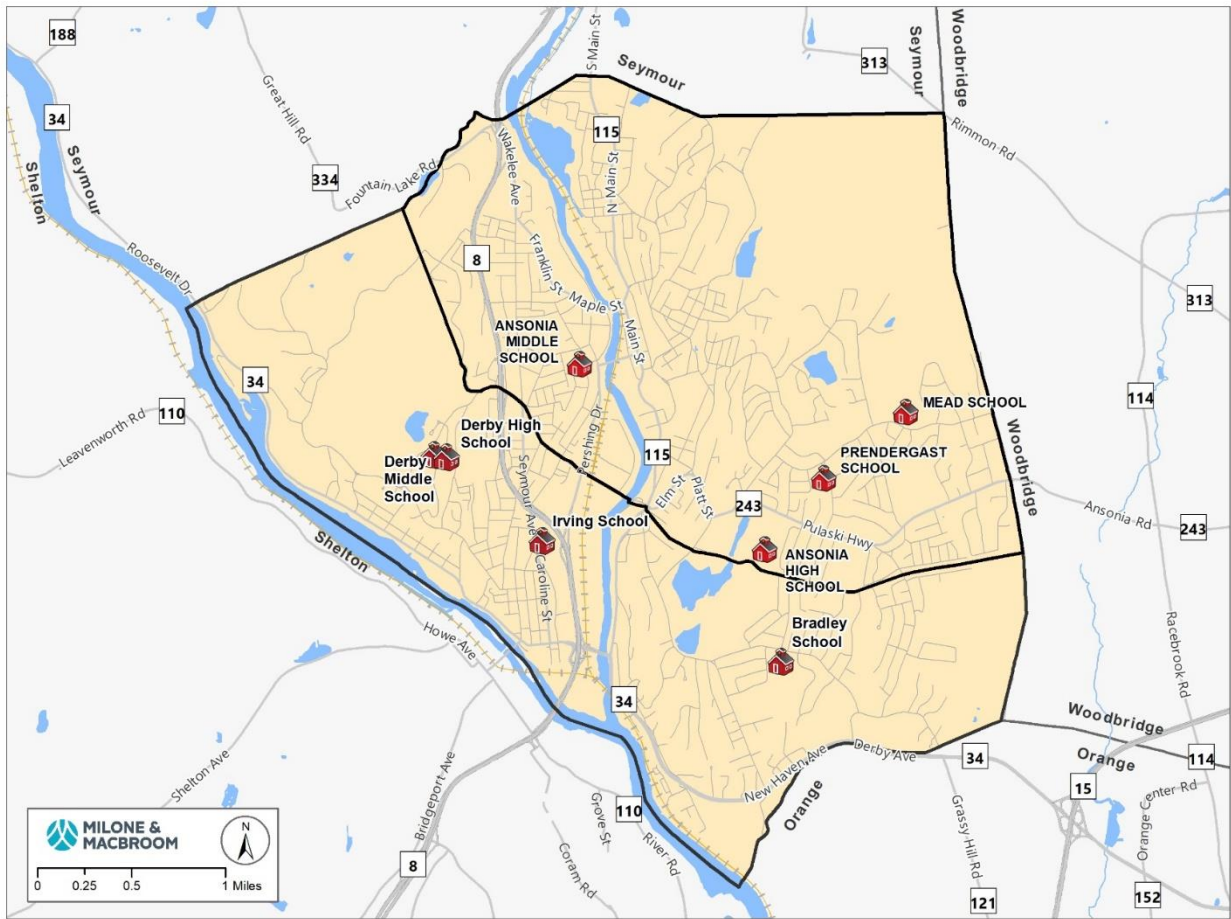 188
S Main St
Seymour
313
Seymour
Woodbridge
34
Great Hill Rd
Shelton
Seymour
334
Fountain Lake Rd
Wakelee Ave
115
N Main St
Rimmon Rd
Roosevelt Dr
8
Franklin St
Maple St
Main St
313
ANSONIA
MIDDLE
SCHOOL
34
114
110
Leavenworth Rd
MEAD SCHOOL
Derby High
School
Pershing Dr
Woodbridge
Derby
Middle
School
Seymour Ave
115
Elm St
Platt St
PRENDERGAST
SCHOOL
243
Pulaski Hwy
Ansonia Rd
243
Irving School
Shelton
Caroline St
ANSONIA
HIGH
SCHOOL
Howe Ave
Bradley
School
Racebrook Rd
34
Woodbridge
Orange
114
New Haven Ave
Derby Ave
34
Shelton Ave
Bridgeport Ave
Orange
15
Orange Center Rd
Grassy Hill Rd
Grove St
110
River Rd
Coram Rd
8
121
152
MILONE &
MACBROOM
N
0 0.25 0.5 1 Miles